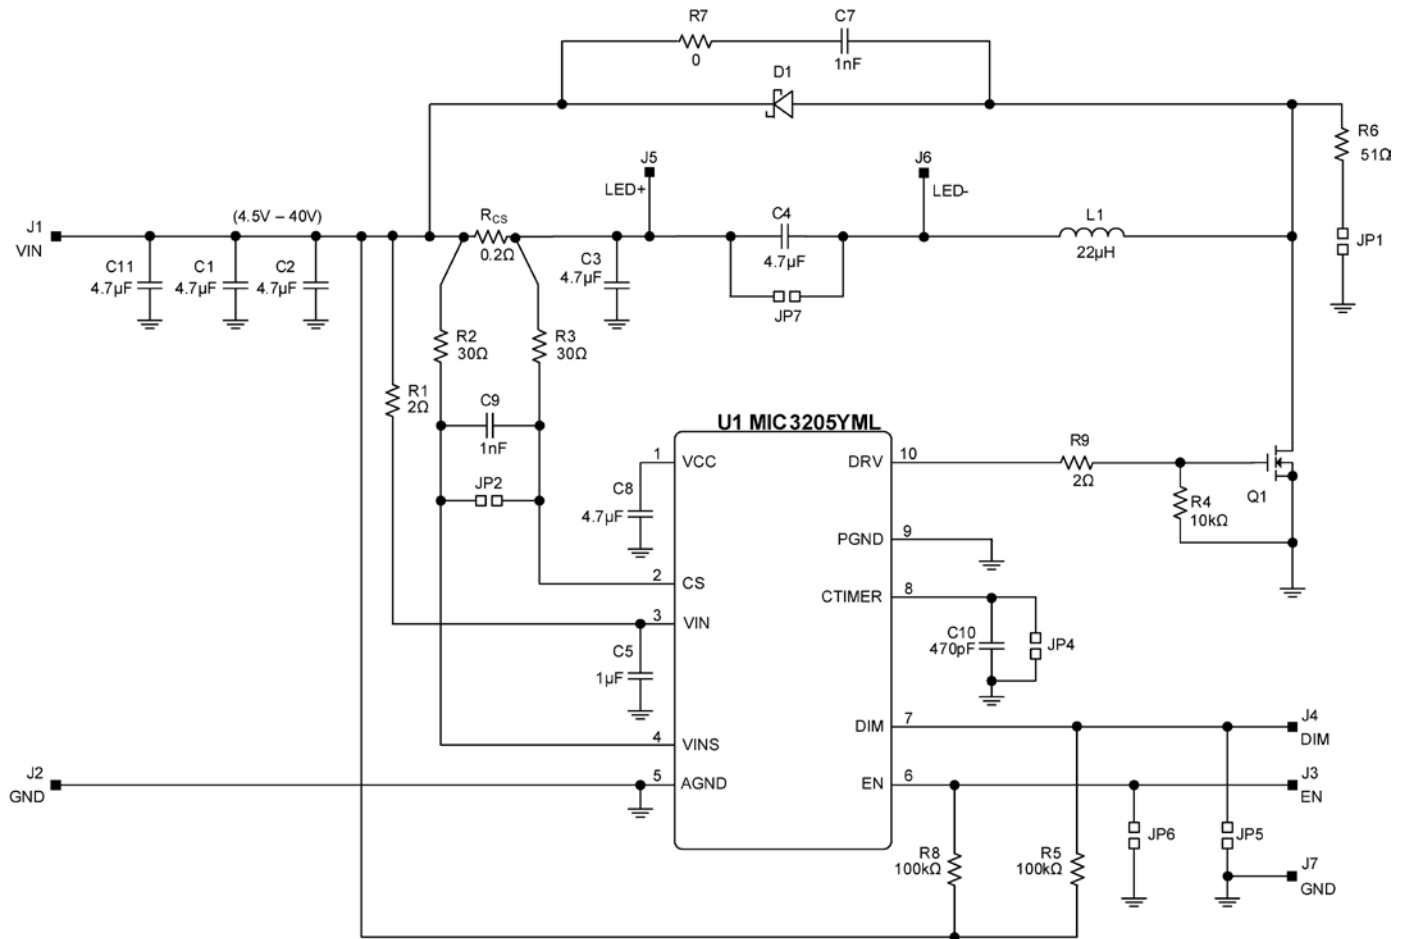 R7
0
C7
1nF
D1
R6
51Ω
J5
LED+
J6
LED-
J1
VIN
(4.5V – 40V)
RCS
0.2Ω
C4
4.7µF
L1
22µH
JP1
C11
4.7µF
C1
4.7µF
C2
4.7µF
C3
4.7µF
JP7
R2
30Ω
R3
30Ω
R1
2Ω
C9
1nF
JP2
U1 MIC3205YML
1
VCC
DRV
10
R9
2Ω
Q1
R4
10kΩ
C8
4.7µF
PGND
9
2
CS
CTIMER
8
3
VIN
C10
470pF
JP4
C5
1µF
DIM
7
J4
DIM
4
VINS
J2
GND
5
AGND
EN
6
J3
EN
JP6
JP5
R8
100kΩ
R5
100kΩ
J7
GND